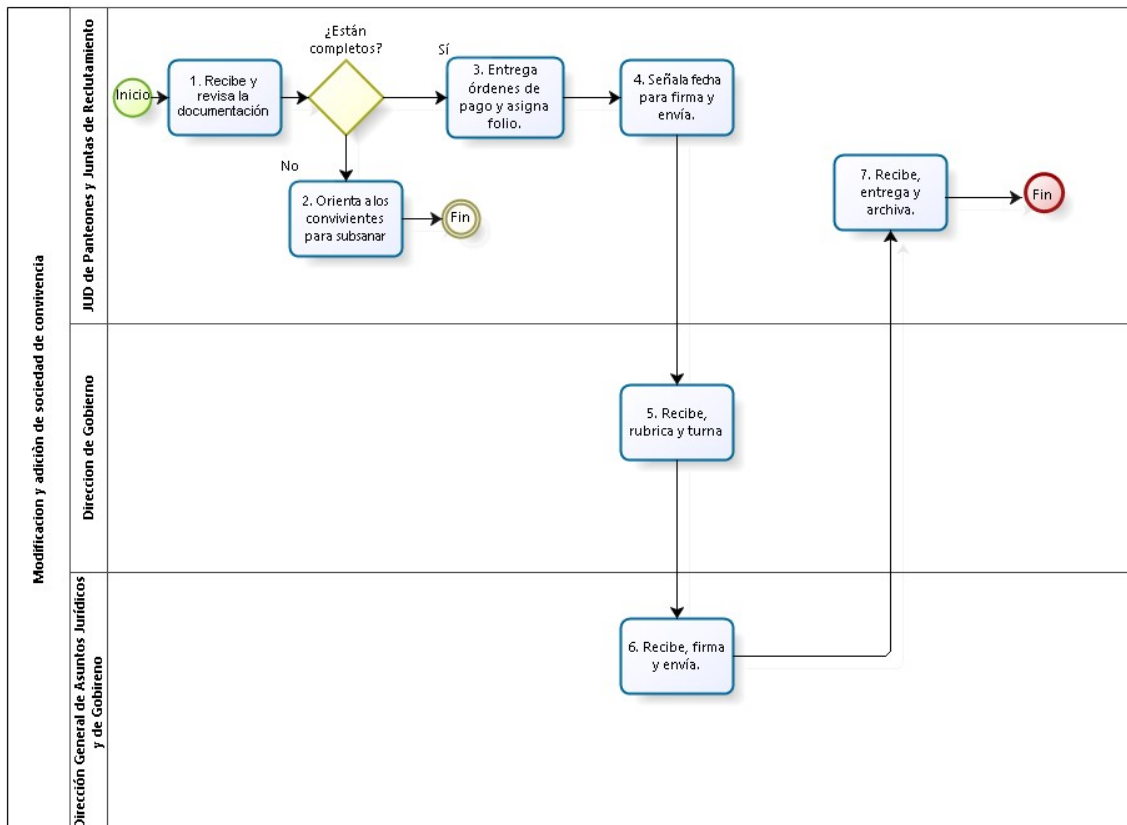 Modificacion y adición de sociedad de convivencia
JUD de Panteones y Juntas de Reclutamiento
Inicio
1. Recibe y
revisa la
documentación
¿Están
completos?
Sí
No
2. Orienta a los
convivientes
para subsanar
Fin
3. Entrega
órdenes de
pago y asigna
folio.
4. Señala fecha
para firma y
envía.
7. Recibe,
entrega y
archiva.
Fin
Direccion de Gobierno
5. Recibe,
rubrica y turna
Dirección General de Asuntos Jurídicos
y de Gobireno
6. Recibe, firma
y envía.